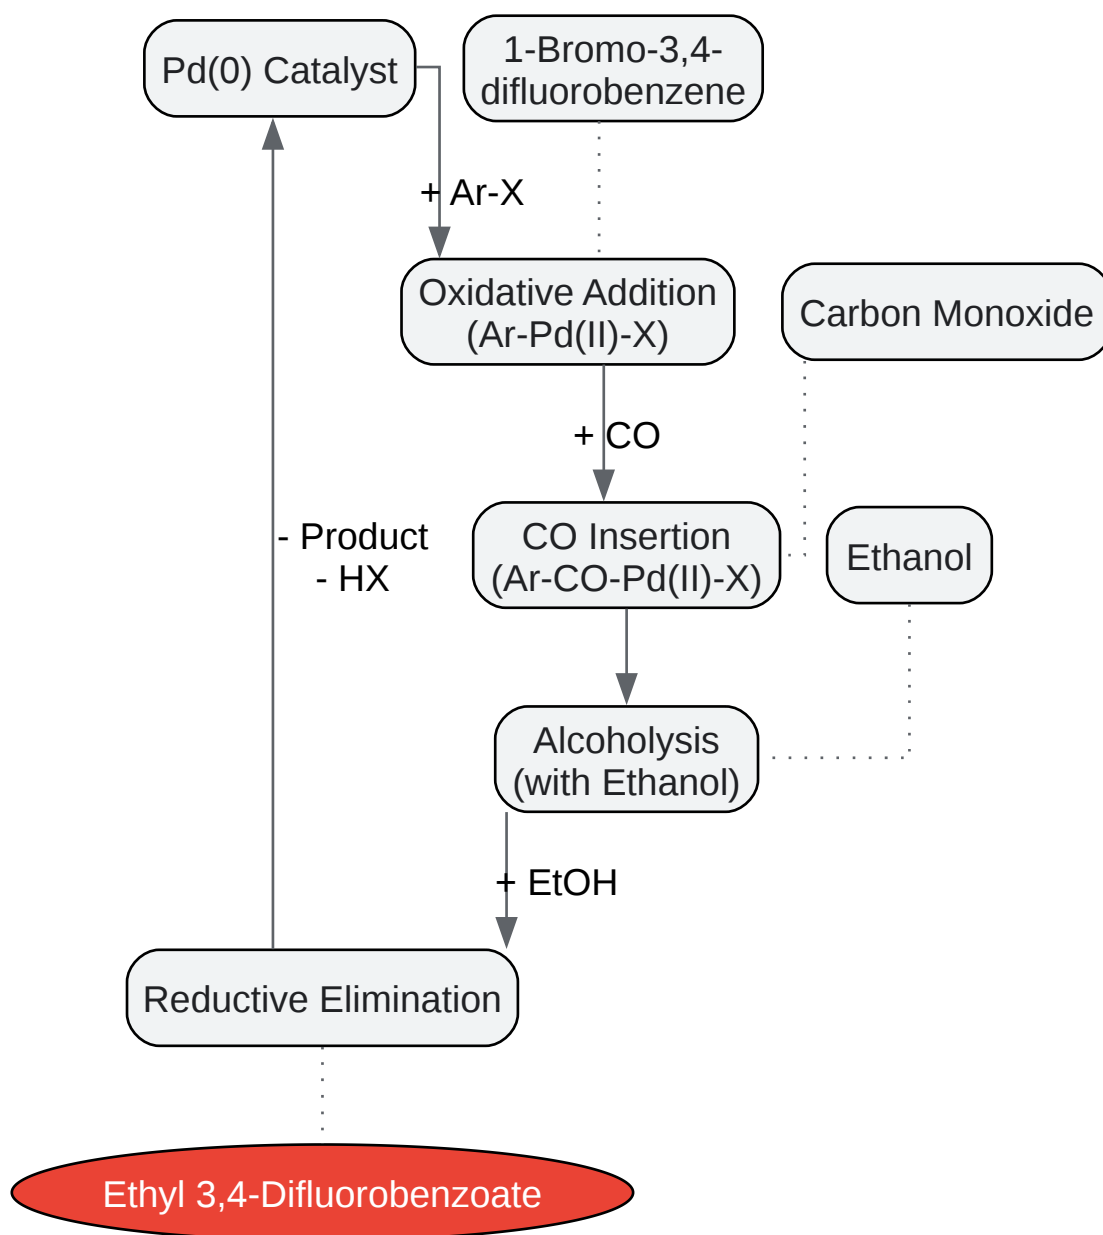 Pd(0) Catalyst
1-Bromo-3,4-
difluorobenzene
+ Ar-X
Oxidative Addition
(Ar-Pd(II)-X)
Carbon Monoxide
+ CO
- Product
- HX
CO Insertion
(Ar-CO-Pd(II)-X)
Ethanol
Alcoholysis
(with Ethanol)
+ EtOH
Reductive Elimination
Ethyl 3,4-Difluorobenzoate